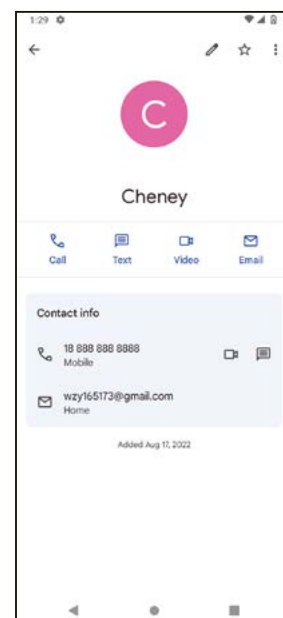 1:29
C
Cheney
Call Text Video Email
Contact info
18 888 888 8888
Mobile
wzy165173@gmail.com
Home
Added Aug 17, 2022